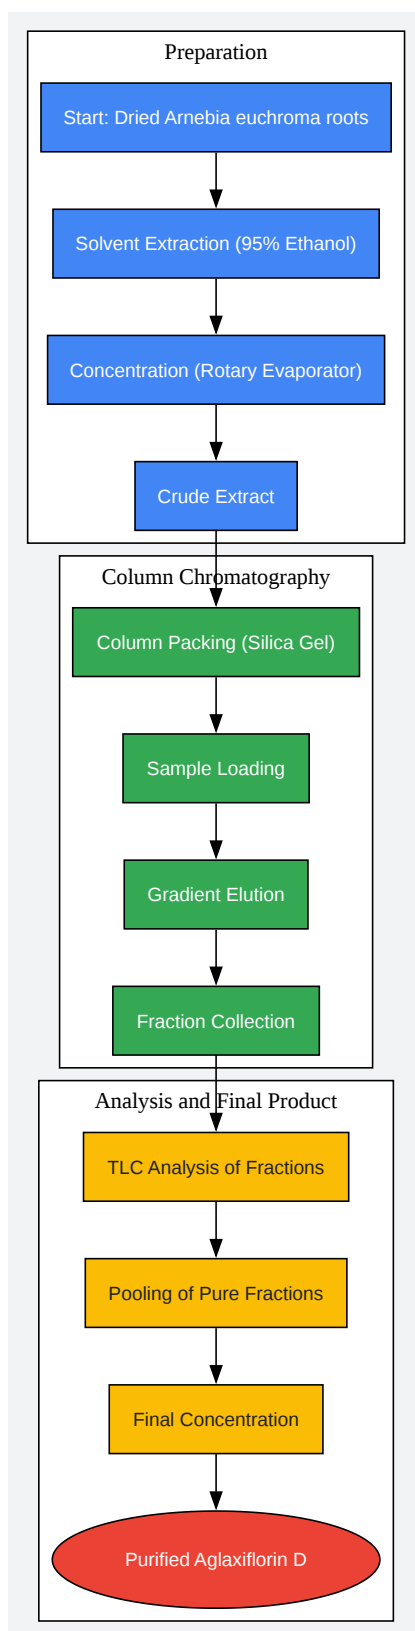 Preparation
Start: Dried Arnebia euchroma roots
Solvent Extraction (95% Ethanol)
Concentration (Rotary Evaporator)
Crude Extract
Column Chromatography
Column Packing (Silica Gel)
Sample Loading
Gradient Elution
Fraction Collection
Analysis and Final Product
TLC Analysis of Fractions
Pooling of Pure Fractions
Final Concentration
Purified Aglaxiflorin D